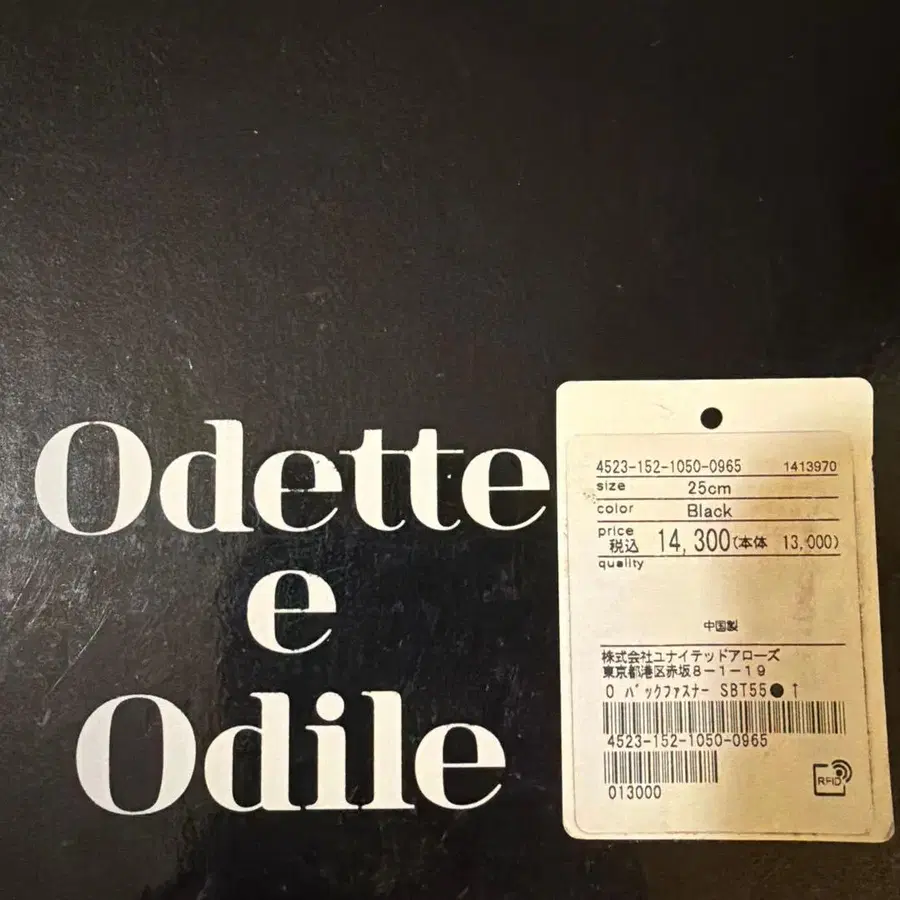 Odette
e
Odile
4523-152-1050-0965 1413970
size 25cm
color Black
price
税込 14,300(本体 13,000)
quality
中国製
株式会社ユナイテッドアローズ
東京都港区赤坂8-1-19
O バックファスナー SBT55● T
4523-152-1050-0965
013000
RFID